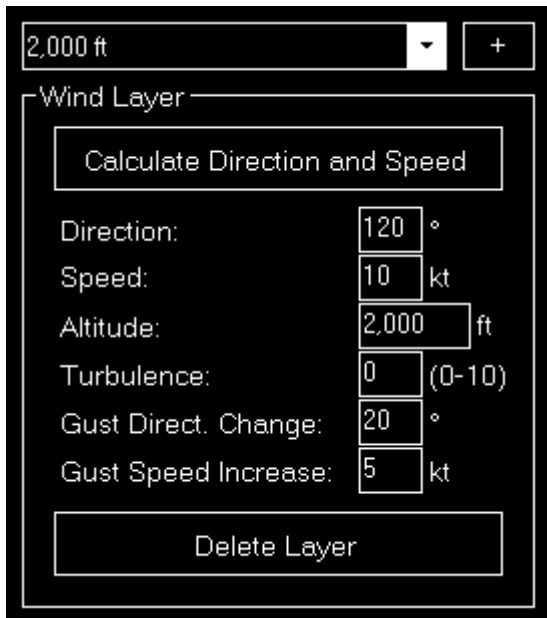 2,000 ft +
Wind Layer
Calculate Direction and Speed
Direction: 120 °
Speed: 10 kt
Altitude: 2,000 ft
Turbulence: 0 (0-10)
Gust Direct. Change: 20 °
Gust Speed Increase: 5 kt
Delete Layer